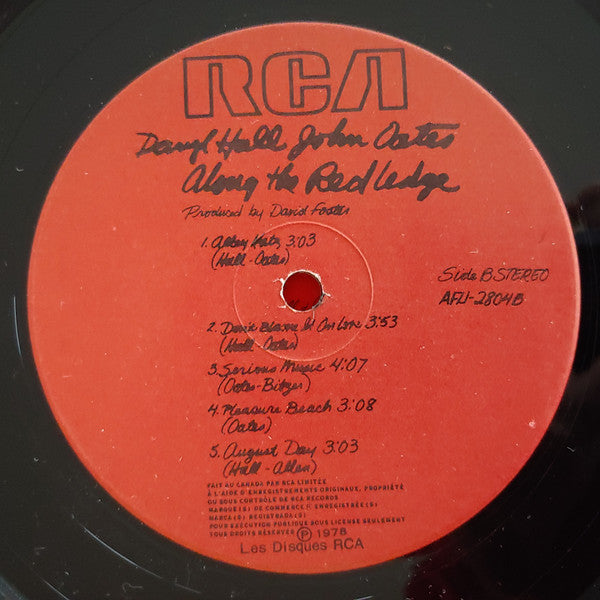 RCA
Daryl Hall John Oates
Along the Red Ledge
Produced by David Foster
1. Alley Katz 3:03
(Hall-Oates)
Side B STEREO
AFL1-2804B
2. Don't Blame It On Love 3:53
(Hall-Oates)
3. Serious Music 4:07
(Oates-Bitzer)
4. Pleasure Beach 3:08
(Oates)
5. August Day 3:03
(Hall-Allen)
FAIT AU CANADA PAR RCA LIMITÉE
À L'AIDE D'ENREGISTREMENTS ORIGINAUX, PROPRIÉTÉ
OU SOUS CONTRÔLE DE RCA RECORDS
MARQUE(S) DE COMMERCE F. ENREGISTRÉE(S)
MARCA(S) REGISTRADA(S)
POUR EXÉCUTION PUBLIQUE SOUS LICENSE SEULEMENT
TOUS DROITS RÉSERVÉS ℗ 1978
Les Disques RCA